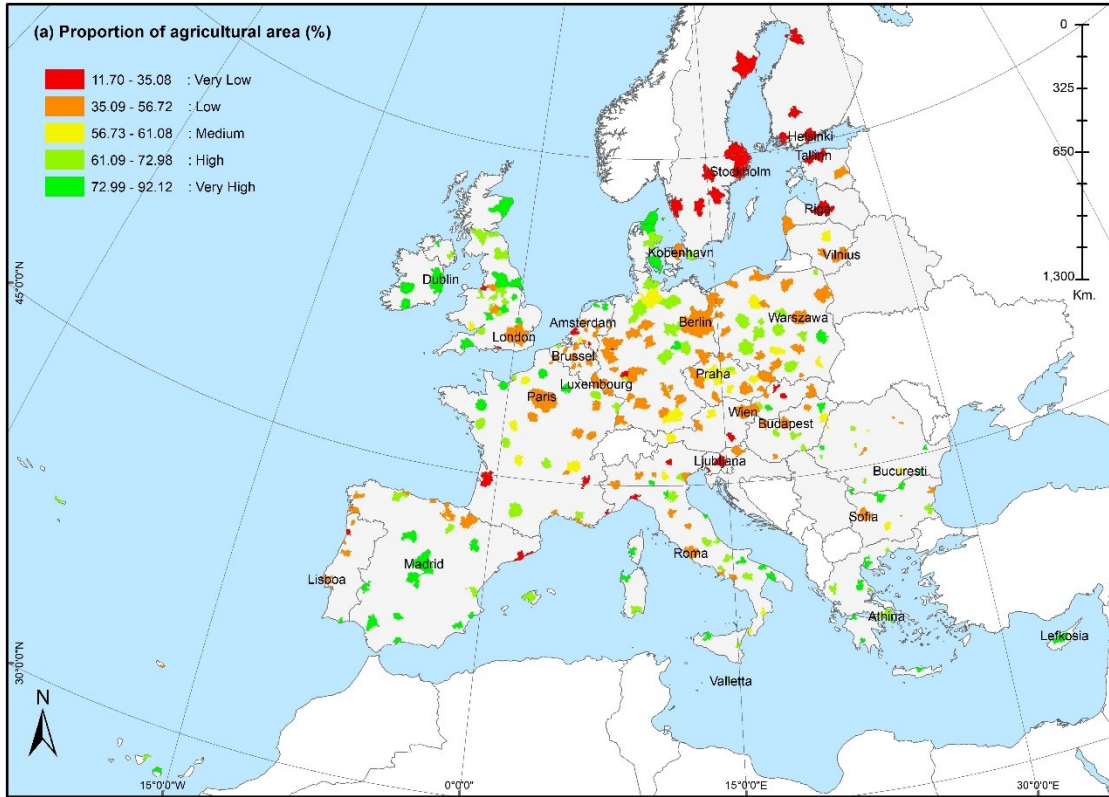 (a) Proportion of agricultural area (%)
11.70 - 35.08 : Very Low
35.09 - 56.72 : Low
56.73 - 61.08 : Medium
61.09 - 72.98 : High
72.99 - 92.12 : Very High
0
325
650
1,300
Km.
Helsinki
Tallinn
Stockholm
Riga
Kobenhavn
Vilnius
Dublin
45°0'0"N
Amsterdam
Berlin
Warszawa
London
Brussel
Luxembourg
Praha
Paris
Wien
Budapest
Ljubljana
Bucuresti
Sofia
Roma
Madrid
Lisboa
Athina
Lefkosia
30°0'0"N
Valletta
N
15°0'0"W
0°0'0"
15°0'0"E
30°0'0"E